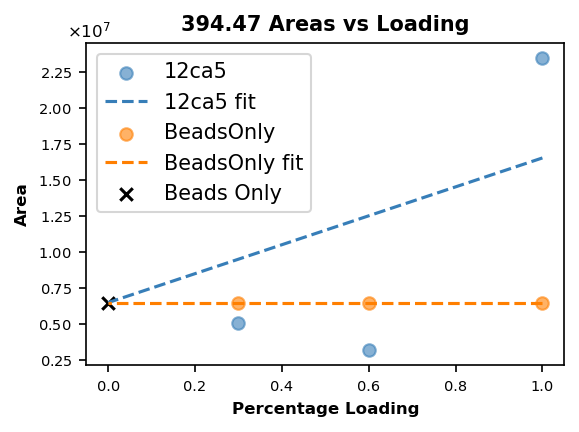 394.47 Areas vs Loading
×10⁷
12ca5
12ca5 fit
BeadsOnly
BeadsOnly fit
Beads Only
2.25
2.00
1.75
1.50
1.25
1.00
0.75
0.50
0.25
Area
0.0 0.2 0.4 0.6 0.8 1.0
Percentage Loading